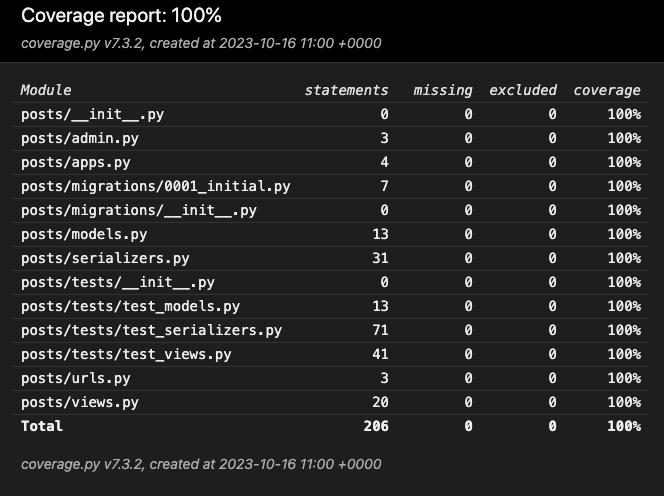 Coverage report: 100%
coverage.py v7.3.2, created at 2023-10-16 11:00 +0000
Module statements missing excluded coverage
posts/__init__.py 0 0 0 100%
posts/admin.py 3 0 0 100%
posts/apps.py 4 0 0 100%
posts/migrations/0001_initial.py 7 0 0 100%
posts/migrations/__init__.py 0 0 0 100%
posts/models.py 13 0 0 100%
posts/serializers.py 31 0 0 100%
posts/tests/__init__.py 0 0 0 100%
posts/tests/test_models.py 13 0 0 100%
posts/tests/test_serializers.py 71 0 0 100%
posts/tests/test_views.py 41 0 0 100%
posts/urls.py 3 0 0 100%
posts/views.py 20 0 0 100%
Total 206 0 0 100%
coverage.py v7.3.2, created at 2023-10-16 11:00 +0000